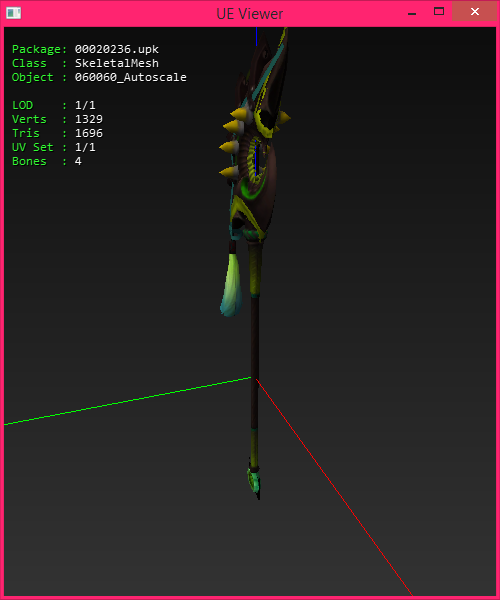 UE Viewer
Package: 00020236.upk
Class  : SkeletalMesh
Object : 060060_Autoscale
LOD    : 1/1
Verts  : 1329
Tris   : 1696
UV Set : 1/1
Bones  : 4